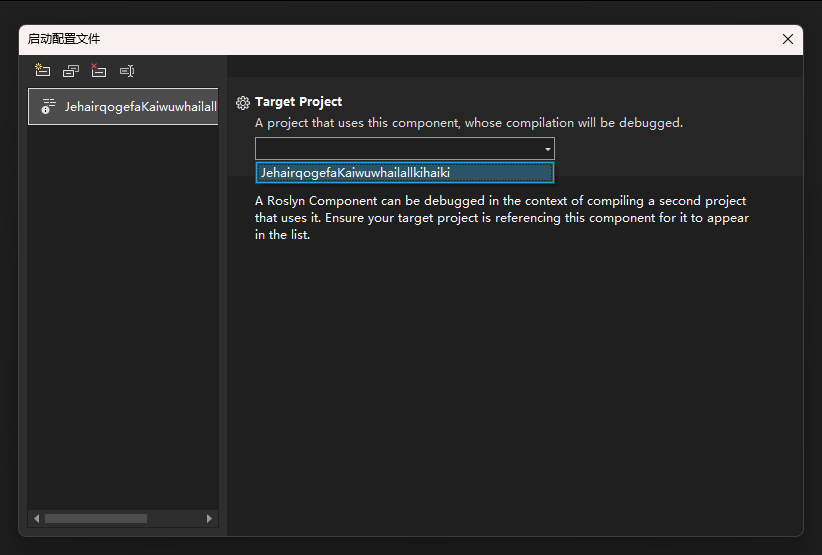 启动配置文件
JehairqogefaKaiwuwhailall
Target Project
A project that uses this component, whose compilation will be debugged.
JehairqogefaKaiwuwhailallkihaiki
A Roslyn Component can be debugged in the context of compiling a second project
that uses it. Ensure your target project is referencing this component for it to appear
in the list.